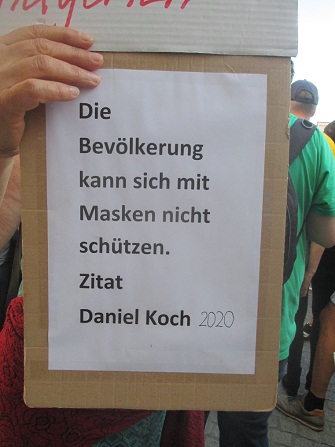 Die
Bevölkerung
kann sich mit
Masken nicht
schützen.
Zitat
Daniel Koch 2020